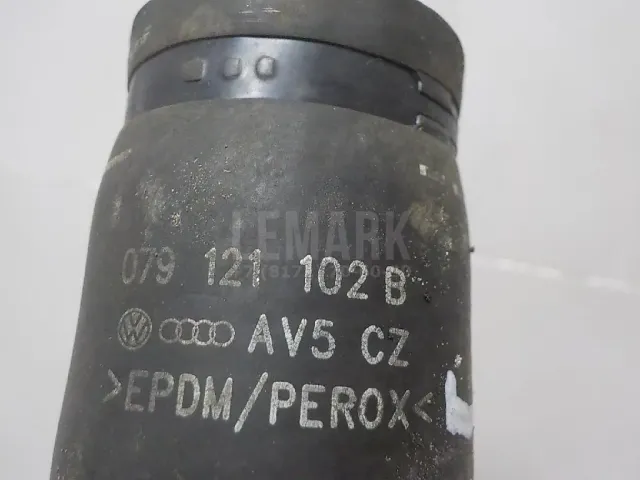 LEMARK
079 121 102 B
AV5 CZ
>EPDM/PEROX<